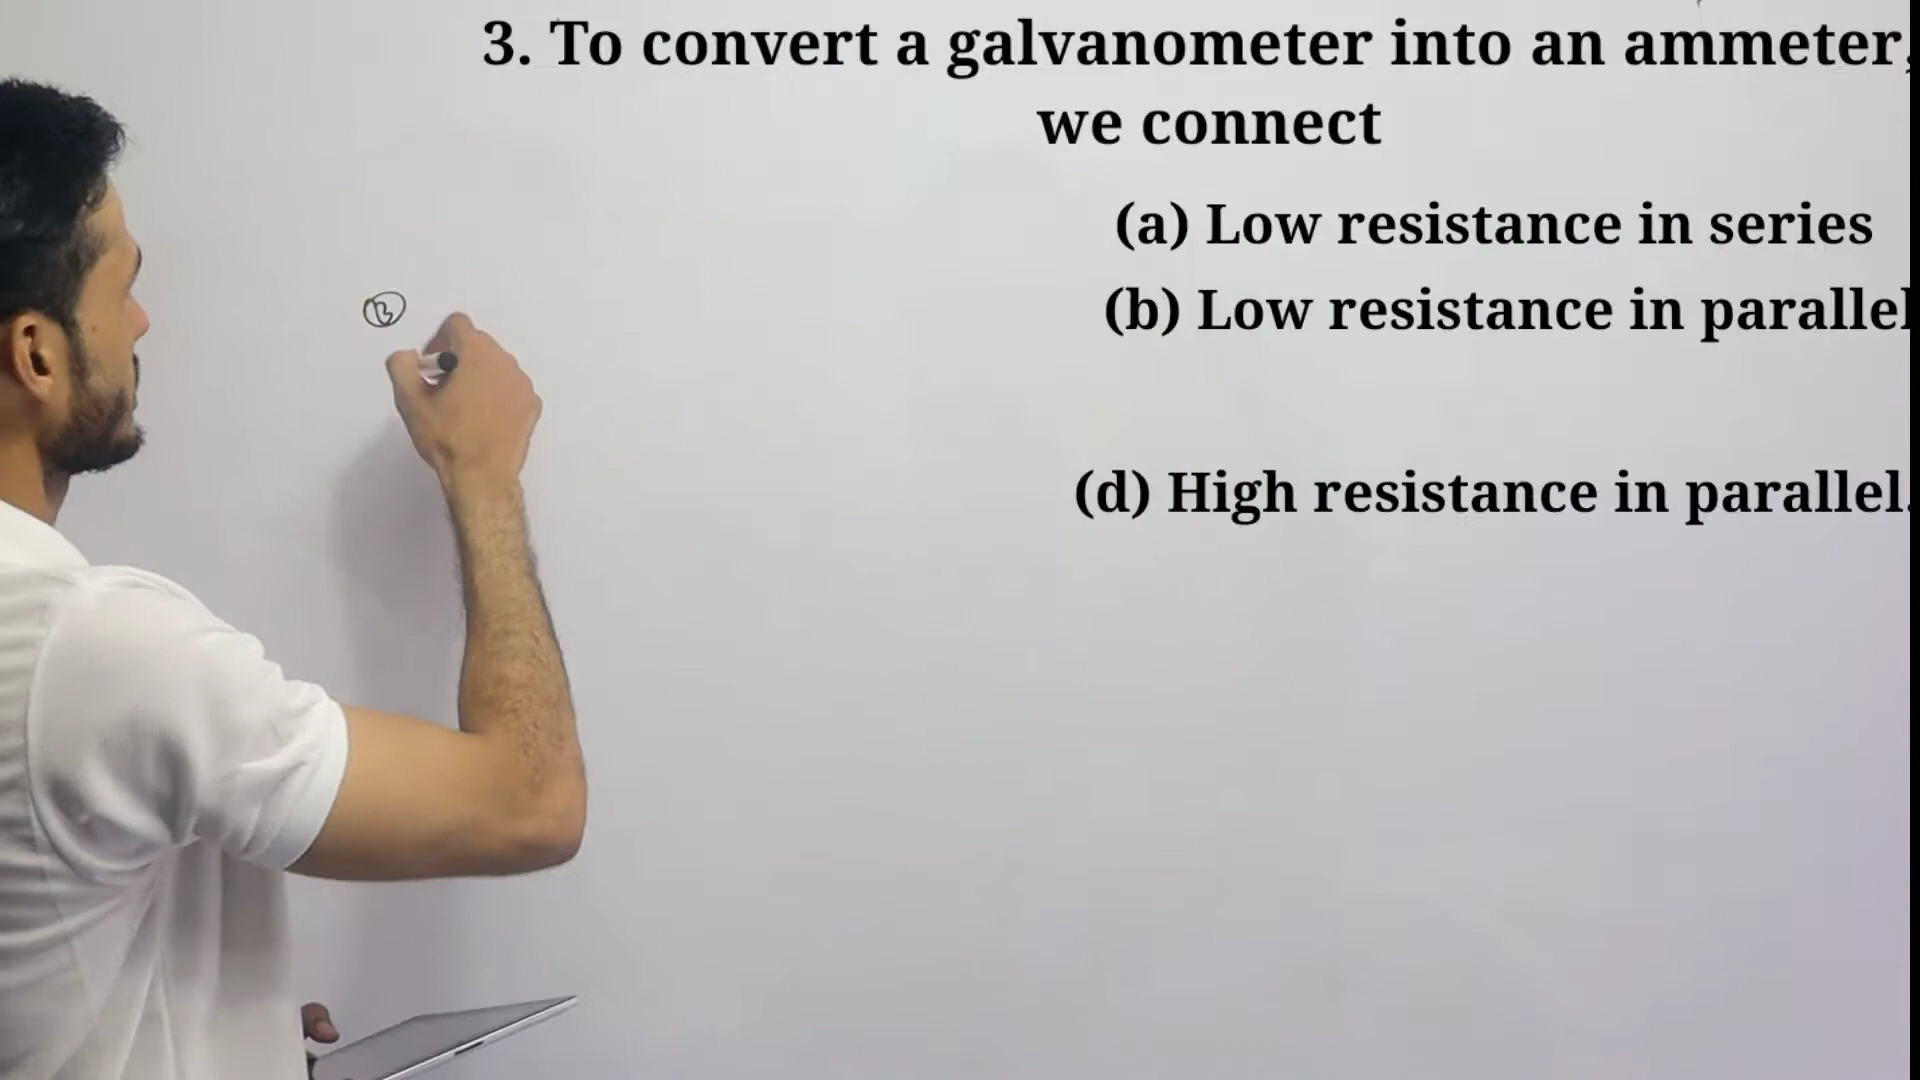 3. To convert a galvanometer into an ammeter,
we connect
(a) Low resistance in series
(b) Low resistance in parallel
(d) High resistance in parallel.
B